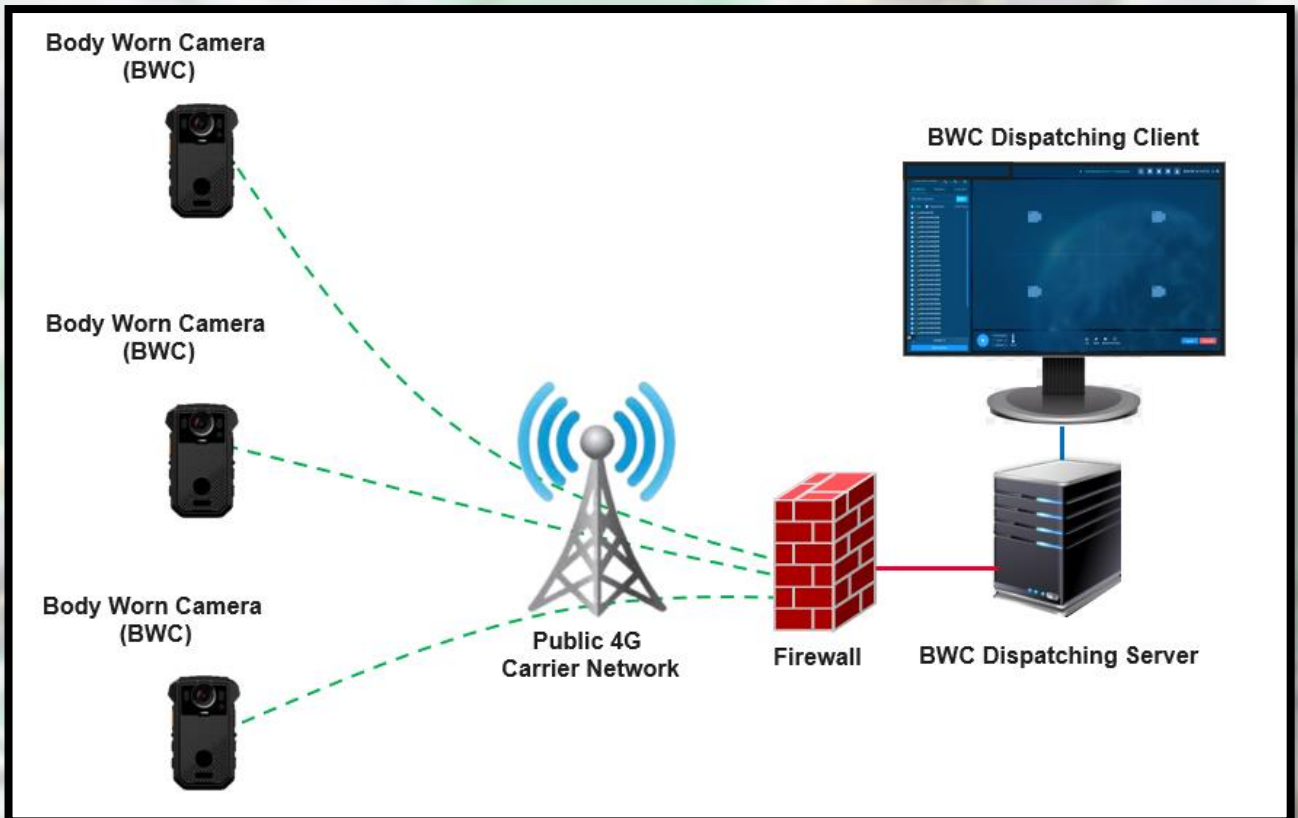 Body Worn Camera
(BWC)
BWC Dispatching Client
Body Worn Camera
(BWC)
Body Worn Camera
(BWC)
Public 4G
Carrier Network
Firewall
BWC Dispatching Server